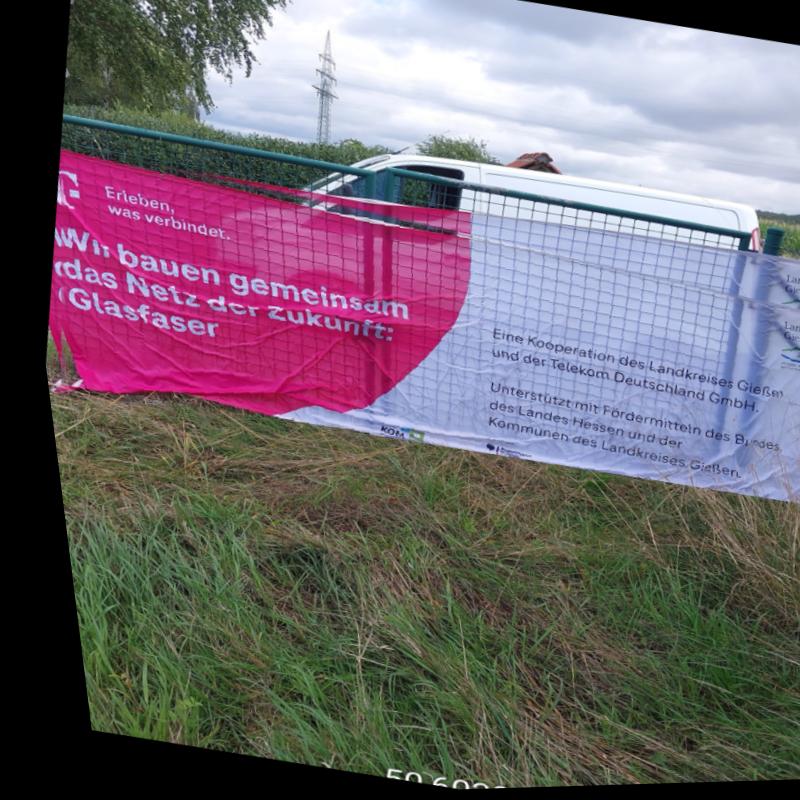 Erleben,
was verbindet.
Wir bauen gemeinsam
das Netz der Zukunft:
Glasfaser
Eine Kooperation des Landkreises Gießen
und der Telekom Deutschland GmbH.
Unterstützt mit Fördermitteln des Bundes,
des Landes Hessen und der
Kommunen des Landkreises Gießen.